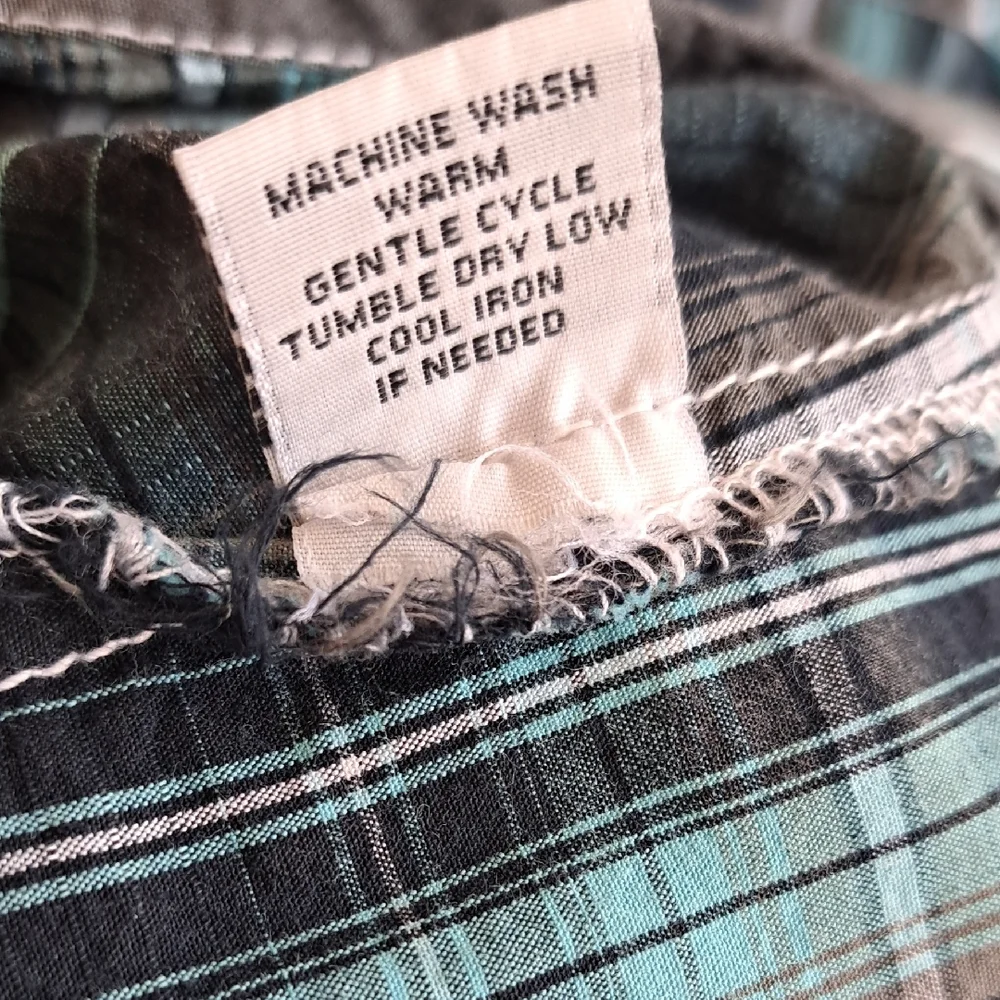 MACHINE WASH
WARM
GENTLE CYCLE
TUMBLE DRY LOW
COOL IRON
IF NEEDED